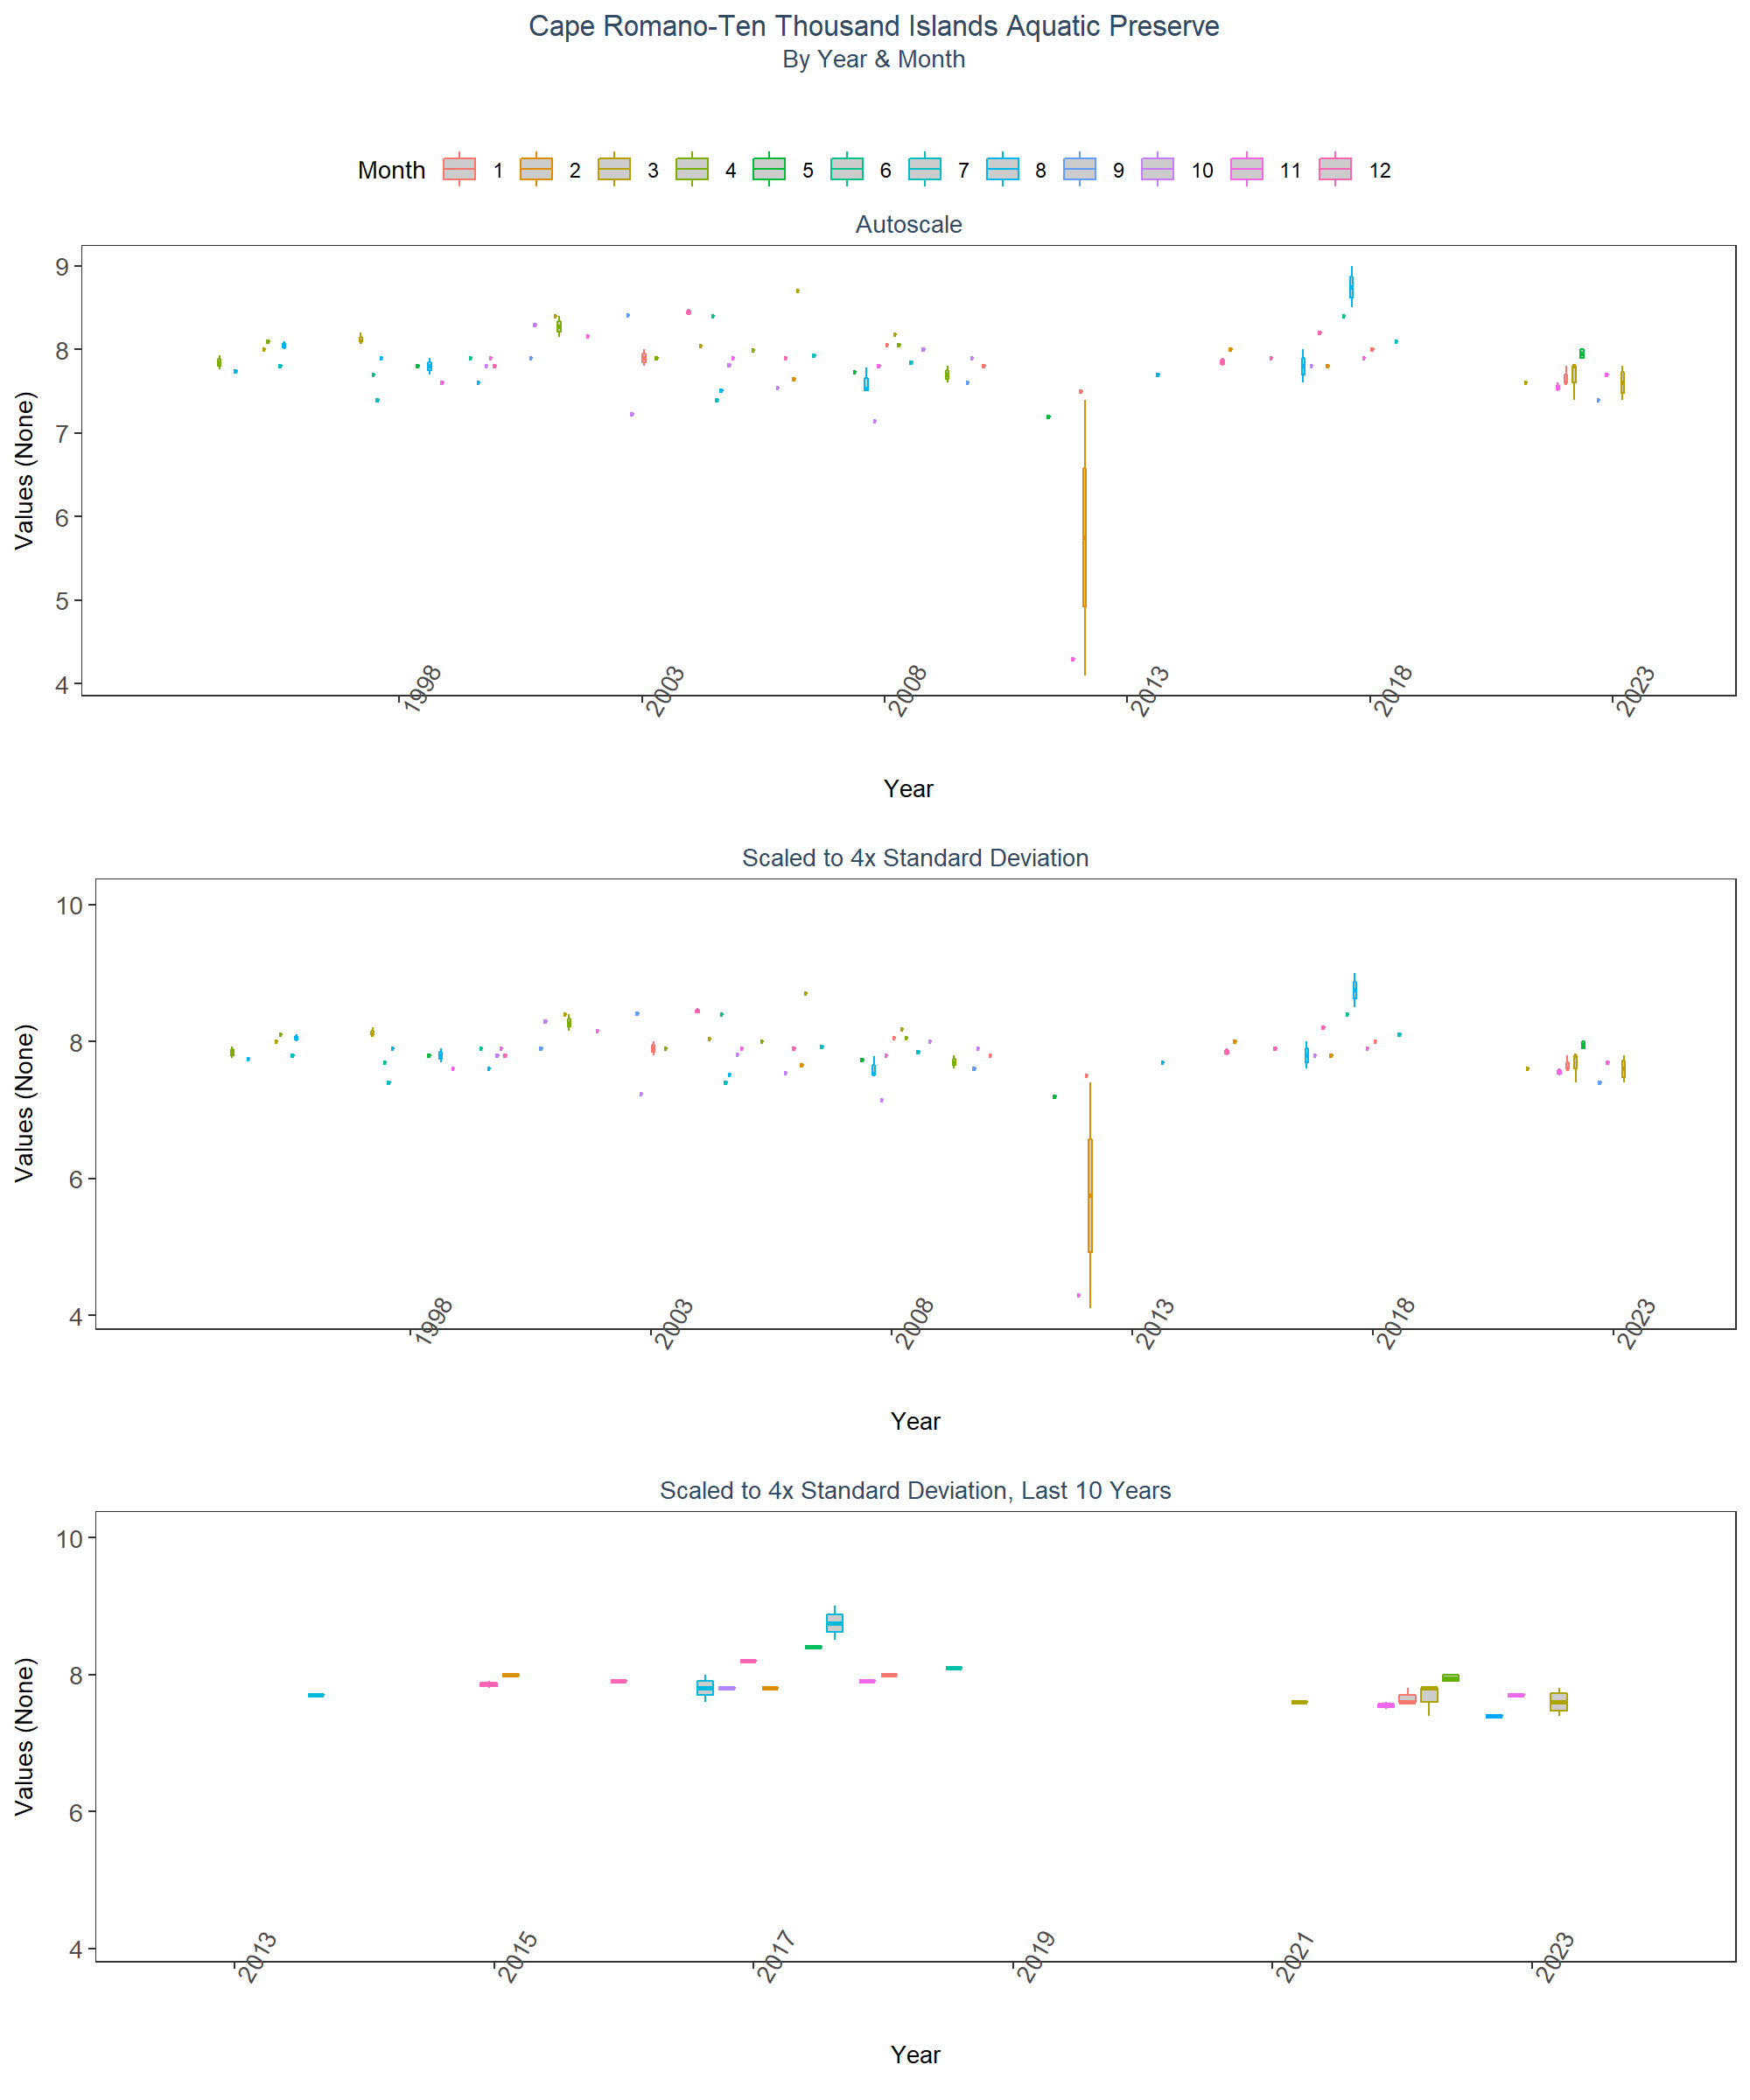 Cape Romano-Ten Thousand Islands Aquatic Preserve
By Year & Month
Month 1 2 3 4 5 6 7 8 9 10 11 12
Autoscale
Values (None)
9
8
7
6
5
4
1998 2003 2008 2013 2018 2023
Year
Scaled to 4x Standard Deviation
Values (None)
10
8
6
4
1998 2003 2008 2013 2018 2023
Year
Scaled to 4x Standard Deviation, Last 10 Years
Values (None)
10
8
6
4
2013 2015 2017 2019 2021 2023
Year